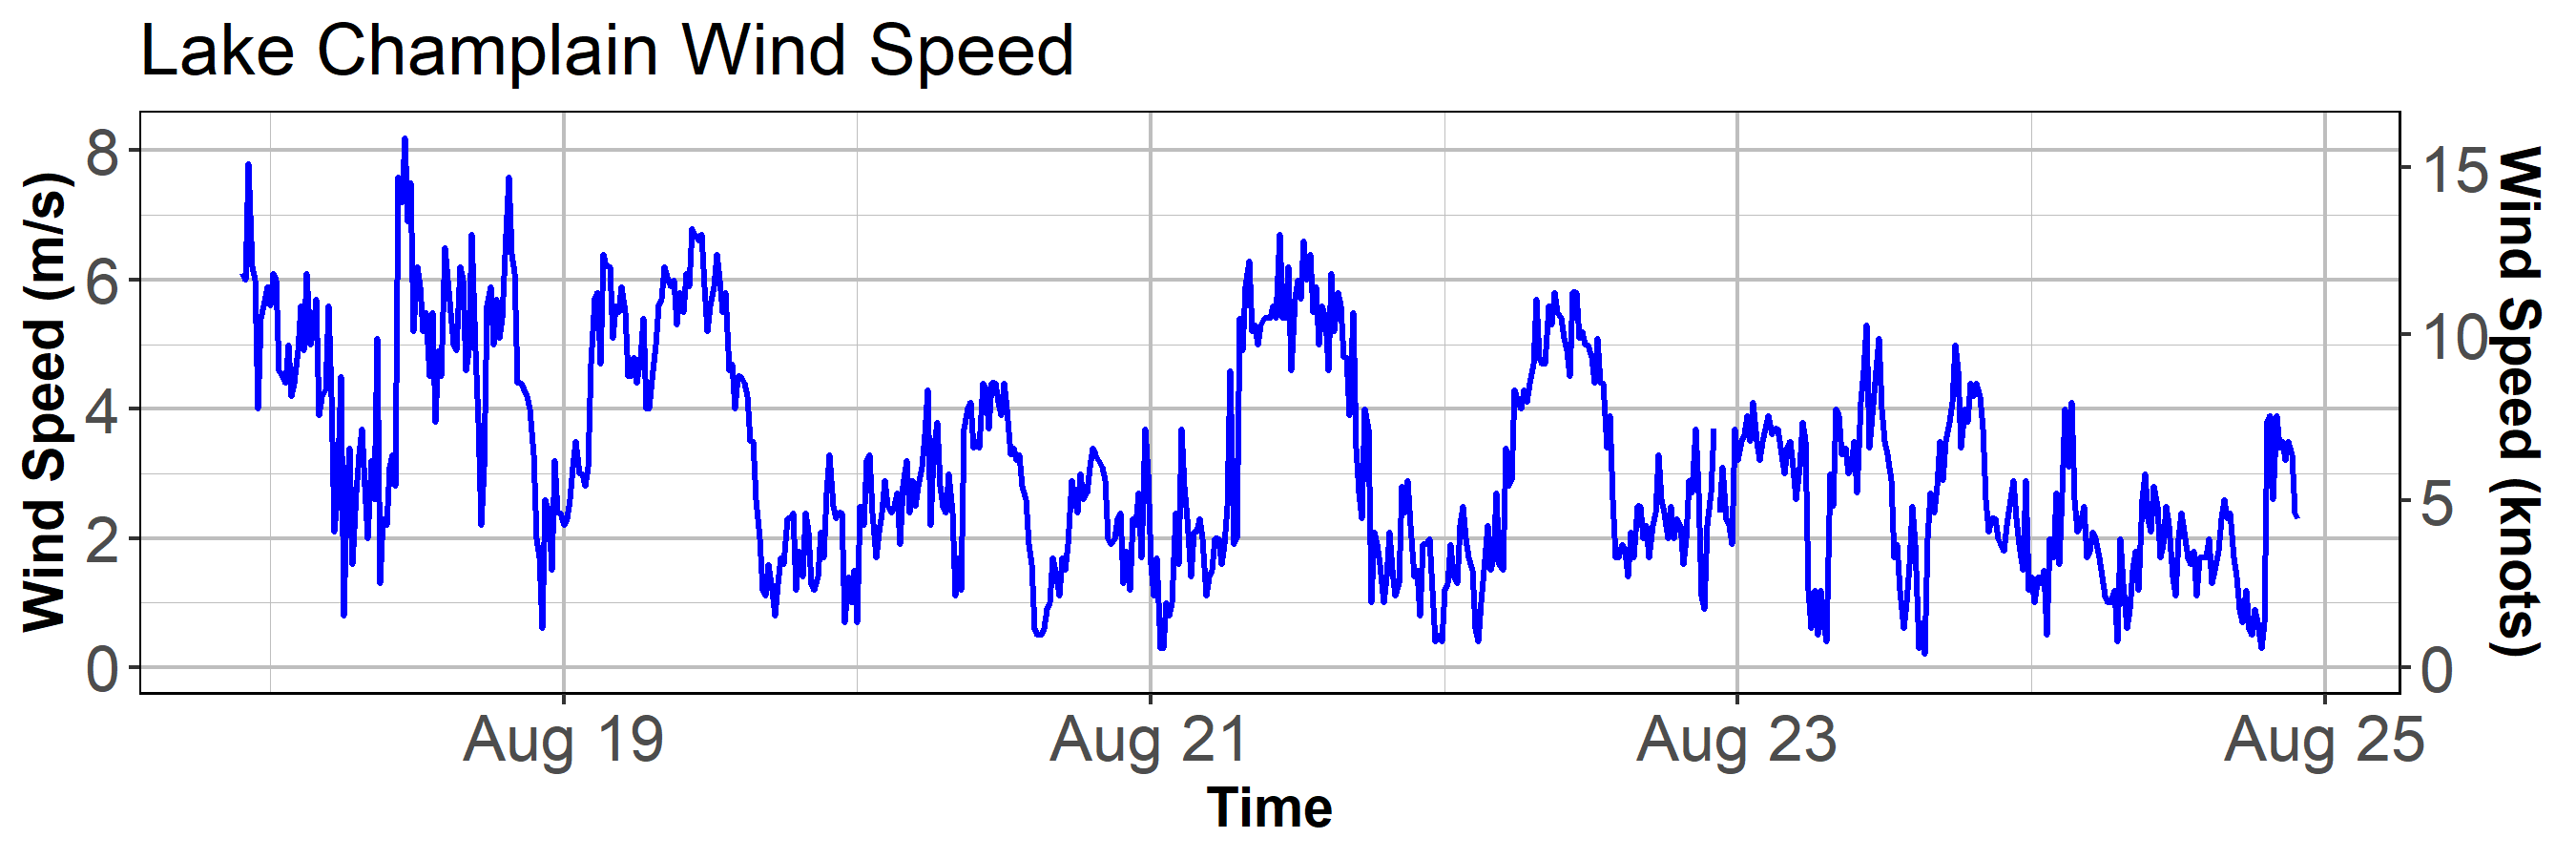 Lake Champlain Wind Speed
Wind Speed (m/s)
8
6
4
2
0
15
10
5
0
Wind Speed (knots)
Aug 19
Aug 21
Aug 23
Aug 25
Time